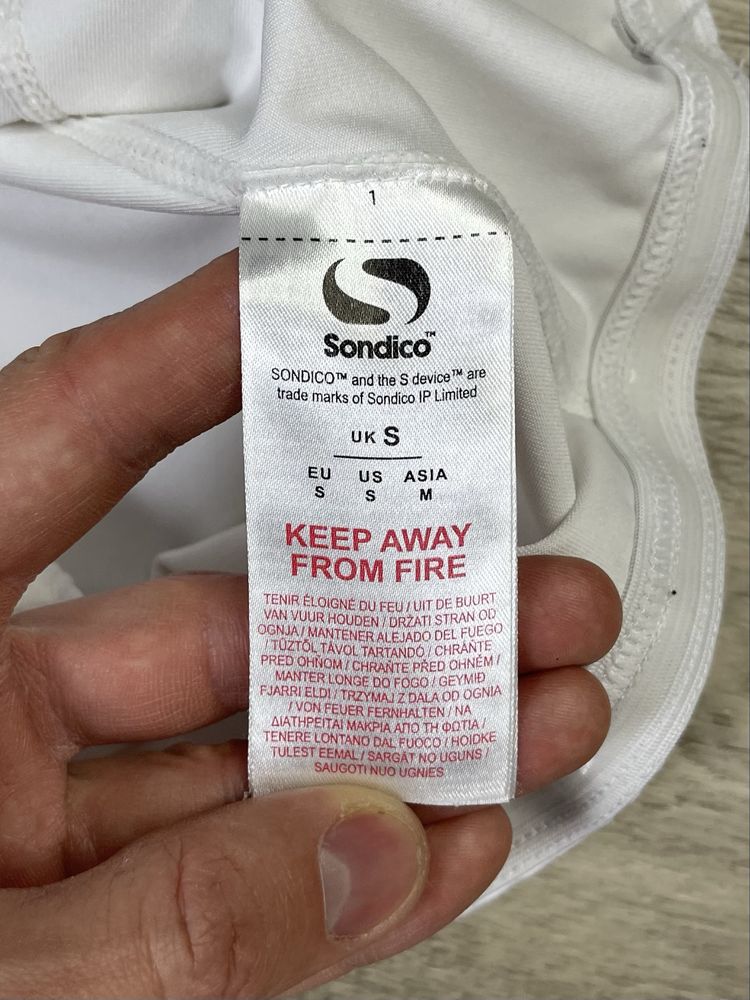 1
Sondico™
SONDICO™ and the S device™ are
trade marks of Sondico IP Limited
UK S
EU US ASIA
S S M
KEEP AWAY
FROM FIRE
TENIR ÉLOIGNÉ DU FEU / UIT DE BUURT
VAN VUUR HOUDEN / DRŽATI STRAN OD
OGNJA / MANTENER ALEJADO DEL FUEGO
/ TŰZTŐL TÁVOL TARTANDÓ / CHRÁŇTE
PRED OHŇOM / CHRAŇTE PŘED OHNĚM /
MANTER LONGE DO FOGO / GEYMIÐ
FJARRI ELDI / TRZYMAJ Z DALA OD OGNIA
/ VON FEUER FERNHALTEN / ΝΑ
ΔΙΑΤΗΡΕΙΤΑΙ ΜΑΚΡΙΑ ΑΠΟ ΤΗ ΦΩΤΙΑ /
TENERE LONTANO DAL FUOCO / HOIDKE
TULEST EEMAL / SARGĀT NO UGUNS /
SAUGOTI NUO UGNIES